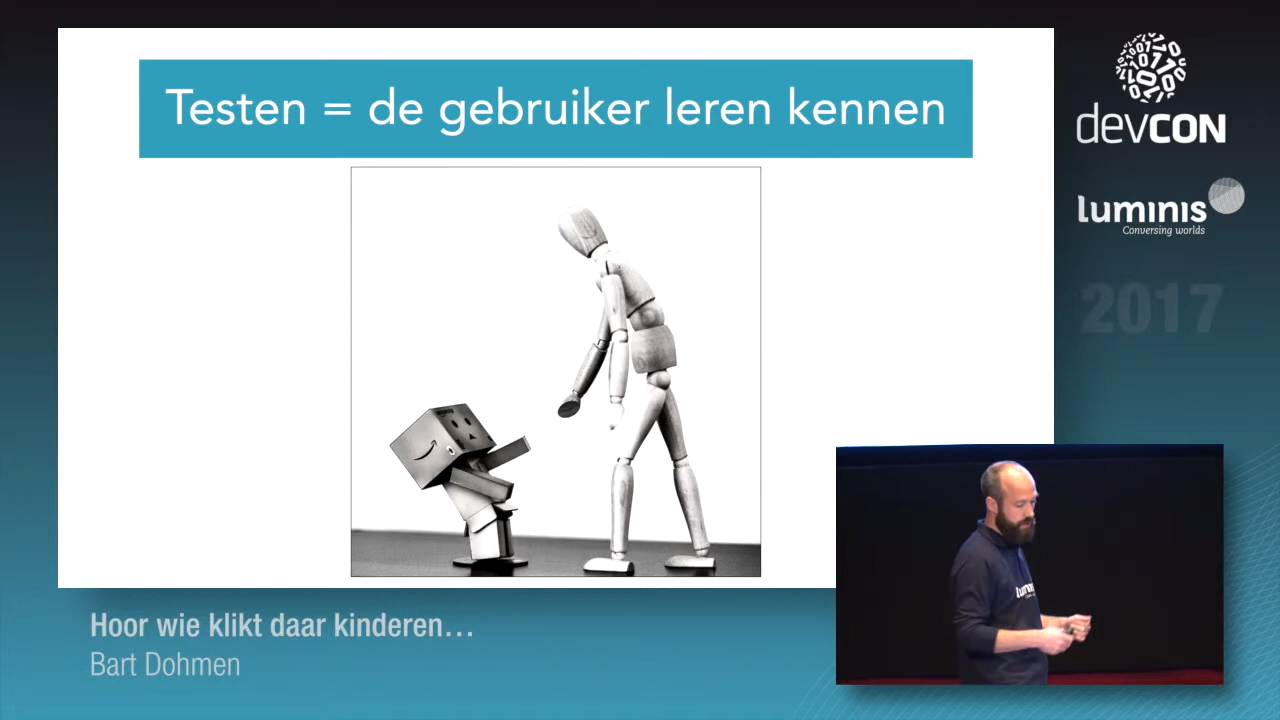 Testen = de gebruiker leren kennen
devCON
luminis
Conversing worlds
2017
Hoor wie klikt daar kinderen...
Bart Dohmen